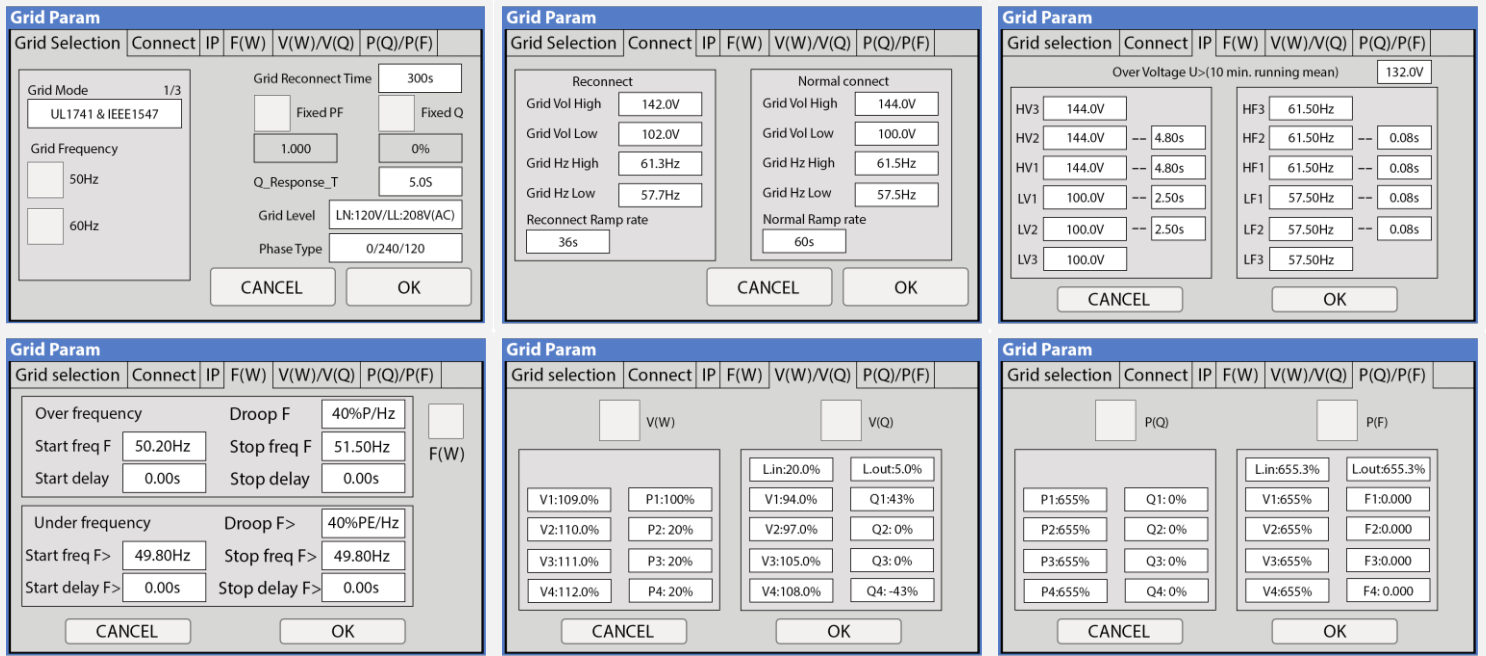 Grid Param
Grid Selection Connect IP F(W) V(W)/V(Q) P(Q)/P(F)
Grid Mode 1/3
UL1741 & IEEE1547
Grid Frequency
50Hz
60Hz
Grid Reconnect Time 300s
Fixed PF Fixed Q
1.000 0%
Q_Response_T 5.0S
Grid Level LN:120V/LL:208V(AC)
Phase Type 0/240/120
CANCEL OK
Grid Param
Grid Selection Connect IP F(W) V(W)/V(Q) P(Q)/P(F)
Reconnect
Grid Vol High 142.0V
Grid Vol Low 102.0V
Grid Hz High 61.3Hz
Grid Hz Low 57.7Hz
Reconnect Ramp rate
36s
Normal connect
Grid Vol High 144.0V
Grid Vol Low 100.0V
Grid Hz High 61.5Hz
Grid Hz Low 57.5Hz
Normal Ramp rate
60s
CANCEL OK
Grid Param
Grid selection Connect IP F(W) V(W)/V(Q) P(Q)/P(F)
Over Voltage U>(10 min. running mean) 132.0V
HV3 144.0V
HV2 144.0V -- 4.80s
HV1 144.0V -- 4.80s
LV1 100.0V -- 2.50s
LV2 100.0V -- 2.50s
LV3 100.0V
HF3 61.50Hz
HF2 61.50Hz -- 0.08s
HF1 61.50Hz -- 0.08s
LF1 57.50Hz -- 0.08s
LF2 57.50Hz -- 0.08s
LF3 57.50Hz
CANCEL OK
Grid Param
Grid selection Connect IP F(W) V(W)/V(Q) P(Q)/P(F)
Over frequency Droop F 40%P/Hz
Start freq F 50.20Hz Stop freq F 51.50Hz
Start delay 0.00s Stop delay 0.00s
F(W)
Under frequency Droop F> 40%PE/Hz
Start freq F> 49.80Hz Stop freq F> 49.80Hz
Start delay F> 0.00s Stop delay F> 0.00s
CANCEL OK
Grid Param
Grid selection Connect IP F(W) V(W)/V(Q) P(Q)/P(F)
V(W) V(Q)
V1:109.0% P1:100%
V2:110.0% P2: 20%
V3:111.0% P3: 20%
V4:112.0% P4: 20%
L.in:20.0% L.out:5.0%
V1:94.0% Q1:43%
V2:97.0% Q2: 0%
V3:105.0% Q3: 0%
V4:108.0% Q4: -43%
CANCEL OK
Grid Param
Grid selection Connect IP F(W) V(W)/V(Q) P(Q)/P(F)
P(Q) P(F)
P1:655% Q1: 0%
P2:655% Q2: 0%
P3:655% Q3: 0%
P4:655% Q4: 0%
L.in:655.3% L.out:655.3%
V1:655% F1:0.000
V2:655% F2:0.000
V3:655% F3:0.000
V4:655% F4: 0.000
CANCEL OK